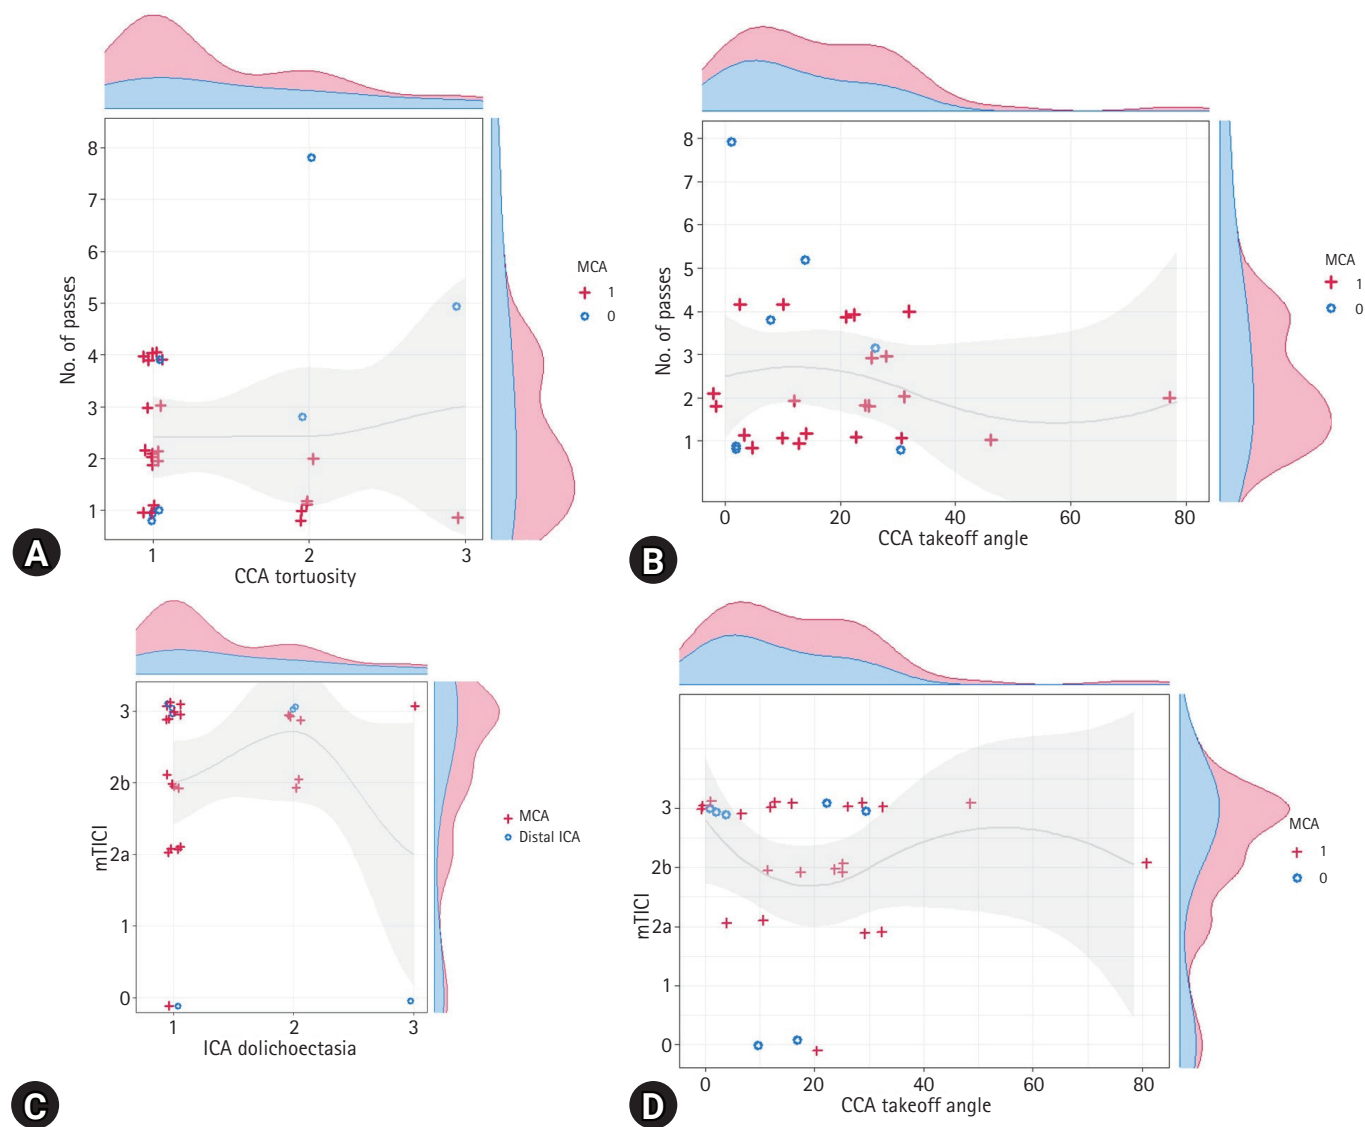 8
7
6
5
4
3
2
1
No. of passes
1 2 3
CCA tortuosity
MCA
1
0
A
8
7
6
5
4
3
2
1
No. of passes
0 20 40 60 80
CCA takeoff angle
MCA
1
0
B
3
2b
2a
1
0
mTICI
1 2 3
ICA dolichoectasia
MCA
Distal ICA
C
3
2b
2a
1
0
mTICI
0 20 40 60 80
CCA takeoff angle
MCA
1
0
D